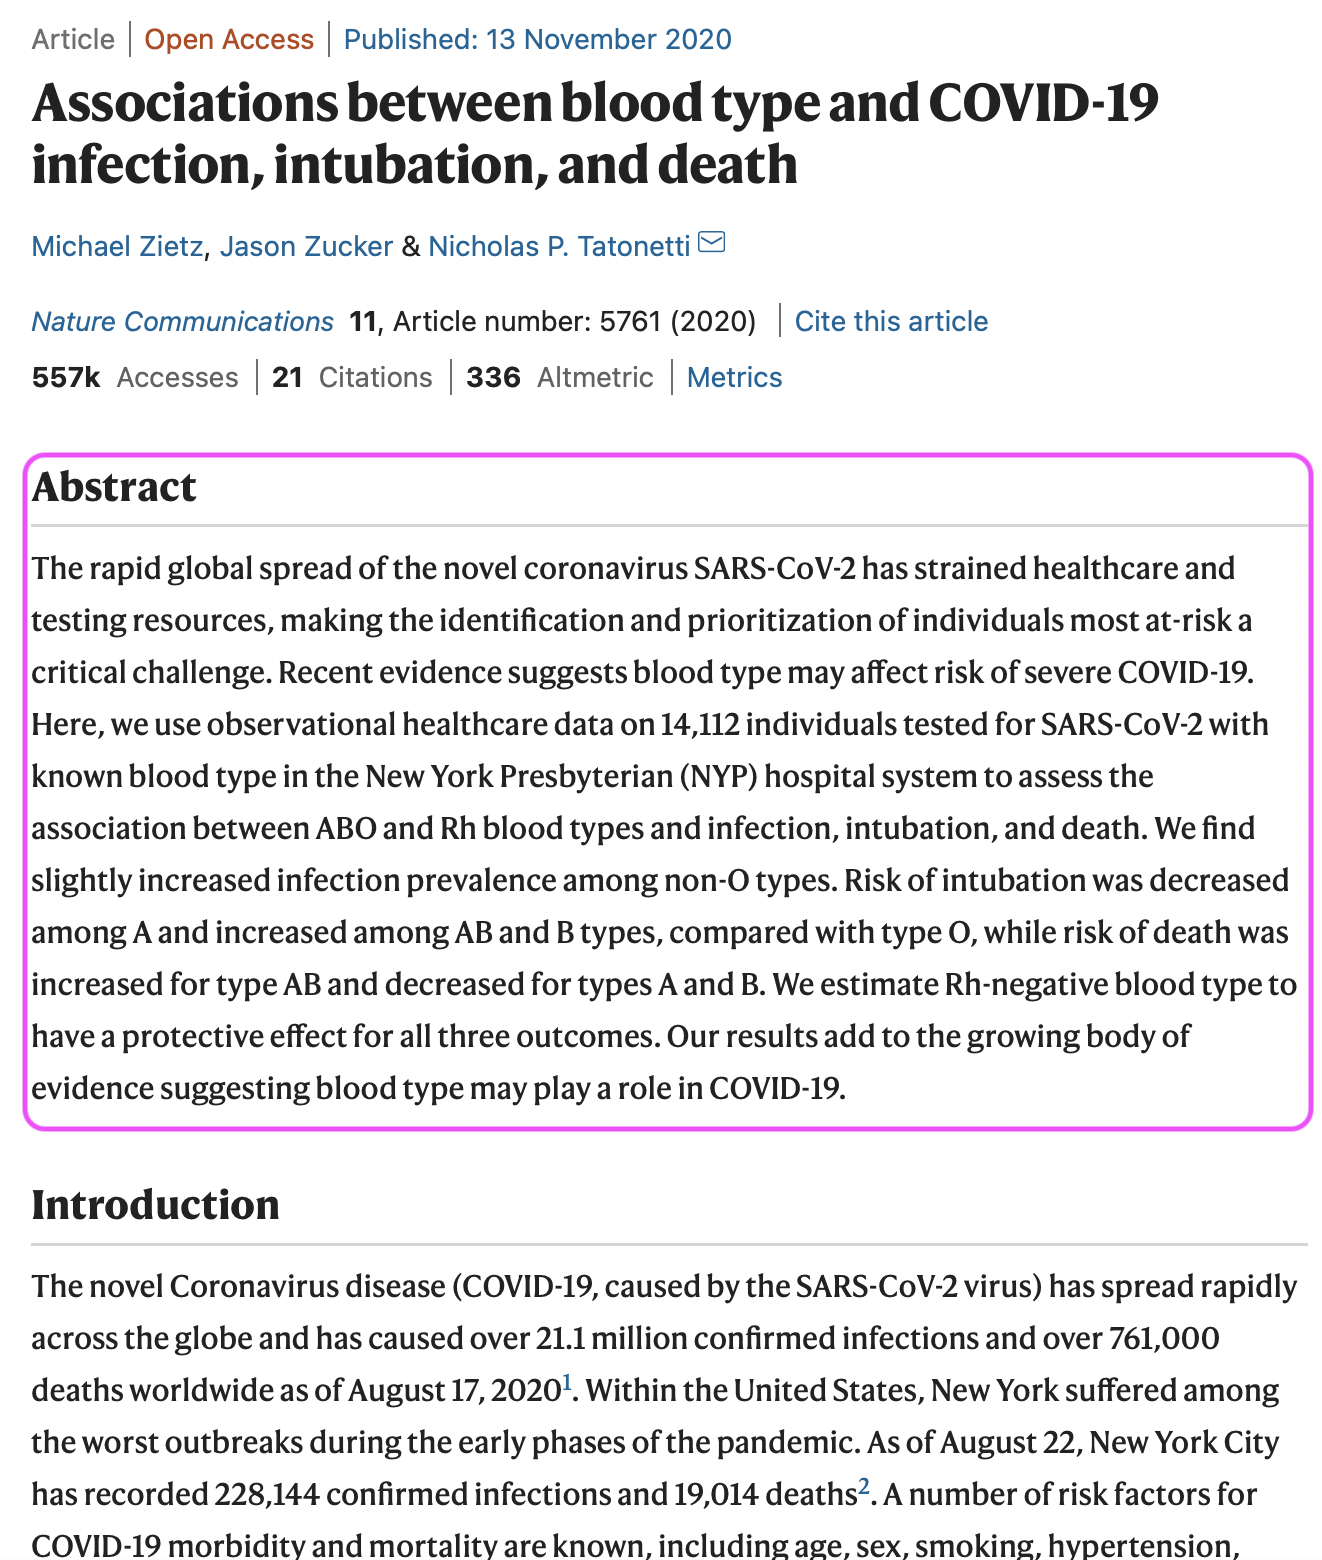 Article | Open Access | Published: 13 November 2020
Associations between blood type and COVID-19
infection, intubation, and death
Michael Zietz, Jason Zucker & Nicholas P. Tatonetti
Nature Communications 11, Article number: 5761 (2020) | Cite this article
557k Accesses | 21 Citations | 336 Altmetric | Metrics
Abstract
The rapid global spread of the novel coronavirus SARS-CoV-2 has strained healthcare and
testing resources, making the identification and prioritization of individuals most at-risk a
critical challenge. Recent evidence suggests blood type may affect risk of severe COVID-19.
Here, we use observational healthcare data on 14,112 individuals tested for SARS-CoV-2 with
known blood type in the New York Presbyterian (NYP) hospital system to assess the
association between ABO and Rh blood types and infection, intubation, and death. We find
slightly increased infection prevalence among non-O types. Risk of intubation was decreased
among A and increased among AB and B types, compared with type O, while risk of death was
increased for type AB and decreased for types A and B. We estimate Rh-negative blood type to
have a protective effect for all three outcomes. Our results add to the growing body of
evidence suggesting blood type may play a role in COVID-19.
Introduction
The novel Coronavirus disease (COVID-19, caused by the SARS-CoV-2 virus) has spread rapidly
across the globe and has caused over 21.1 million confirmed infections and over 761,000
deaths worldwide as of August 17, 2020¹. Within the United States, New York suffered among
the worst outbreaks during the early phases of the pandemic. As of August 22, New York City
has recorded 228,144 confirmed infections and 19,014 deaths². A number of risk factors for
COVID-19 morbidity and mortality are known, including age, sex, smoking, hypertension,